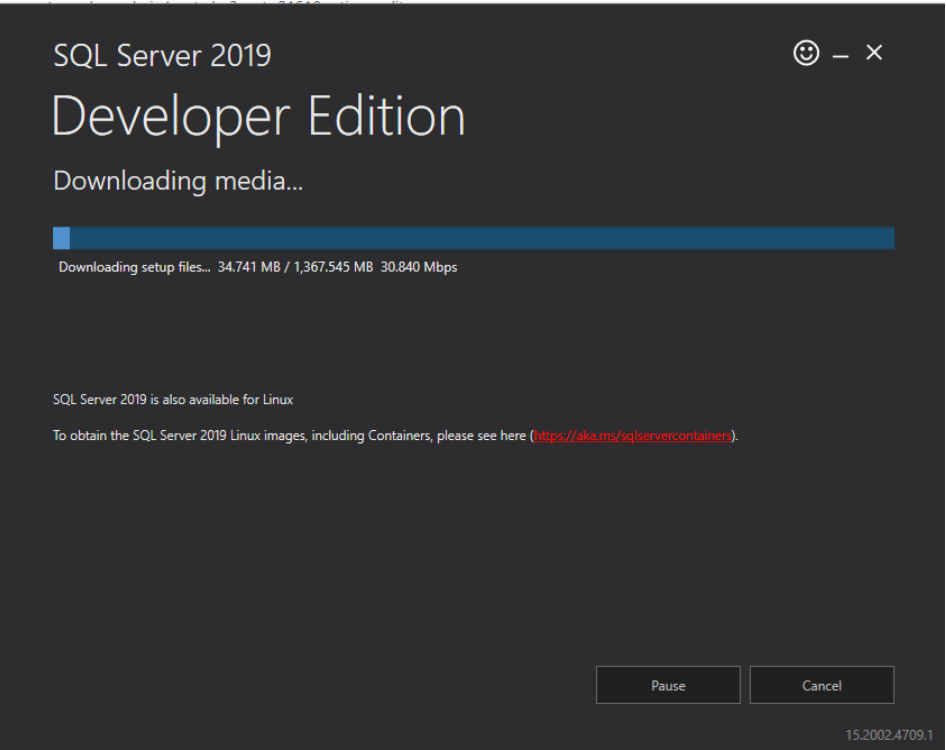 SQL Server 2019
Developer Edition
Downloading media...
Downloading setup files... 34.741 MB / 1,367.545 MB 30.840 Mbps
SQL Server 2019 is also available for Linux
To obtain the SQL Server 2019 Linux images, including Containers, please see here (https://aka.ms/sqlservercontainers).
Pause
Cancel
15.2002.4709.1